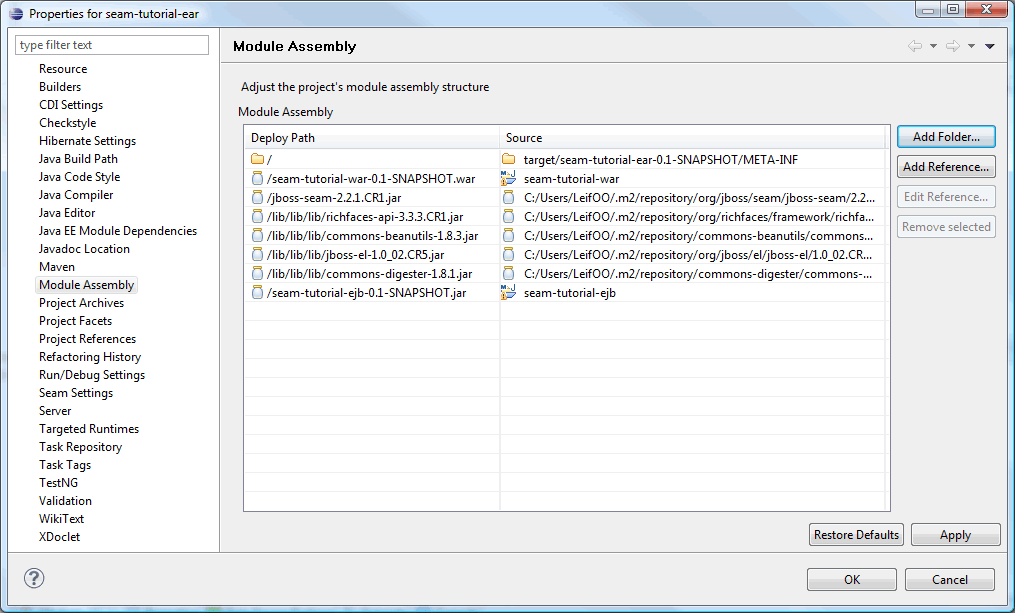 Properties for seam-tutorial-ear
type filter text
Resource
Builders
CDI Settings
Checkstyle
Hibernate Settings
Java Build Path
Java Code Style
Java Compiler
Java Editor
Java EE Module Dependencies
Javadoc Location
Maven
Module Assembly
Project Archives
Project Facets
Project References
Refactoring History
Run/Debug Settings
Seam Settings
Server
Targeted Runtimes
Task Repository
Task Tags
TestNG
Validation
WikiText
XDoclet
Module Assembly
Adjust the project's module assembly structure
Module Assembly
Deploy Path Source
/ target/seam-tutorial-ear-0.1-SNAPSHOT/META-INF
/seam-tutorial-war-0.1-SNAPSHOT.war seam-tutorial-war
/jboss-seam-2.2.1.CR1.jar C:/Users/LeifOO/.m2/repository/org/jboss/seam/jboss-seam/2.2...
/lib/lib/lib/richfaces-api-3.3.3.CR1.jar C:/Users/LeifOO/.m2/repository/org/richfaces/framework/richfa...
/lib/lib/lib/commons-beanutils-1.8.3.jar C:/Users/LeifOO/.m2/repository/commons-beanutils/commons...
/lib/lib/lib/jboss-el-1.0_02.CR5.jar C:/Users/LeifOO/.m2/repository/org/jboss/el/jboss-el/1.0_02.CR...
/lib/lib/lib/commons-digester-1.8.1.jar C:/Users/LeifOO/.m2/repository/commons-digester/commons-...
/seam-tutorial-ejb-0.1-SNAPSHOT.jar seam-tutorial-ejb
Add Folder...
Add Reference...
Edit Reference...
Remove selected
Restore Defaults Apply
OK Cancel